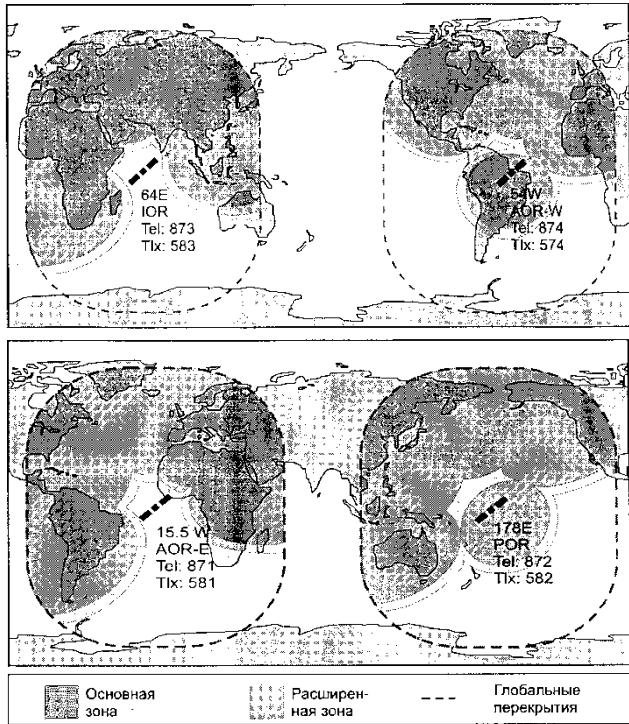 64E
IOR
Tel: 873
Tlx: 583
54W
AOR-W
Tel: 874
Tlx: 574
15.5 W
AOR-E
Tel: 871
Tlx: 581
178E
POR
Tel: 872
Tlx: 582
Основная
зона
Расширен-
ная зона
Глобальные
перекрытия